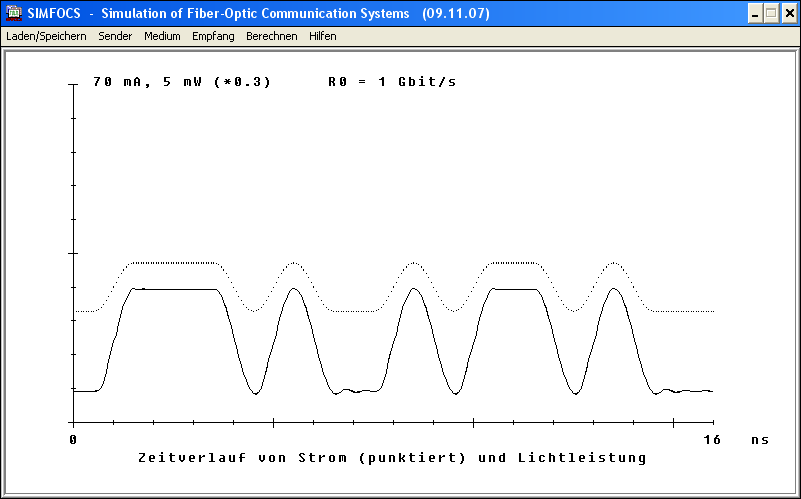 SIMFOCS - Simulation of Fiber-Optic Communication Systems (09.11.07)
Laden/Speichern Sender Medium Empfang Berechnen Hilfen
70 mA, 5 mW (*0.3) R0 = 1 Gbit/s
0 16 ns
Zeitverlauf von Strom (punktiert) und Lichtleistung